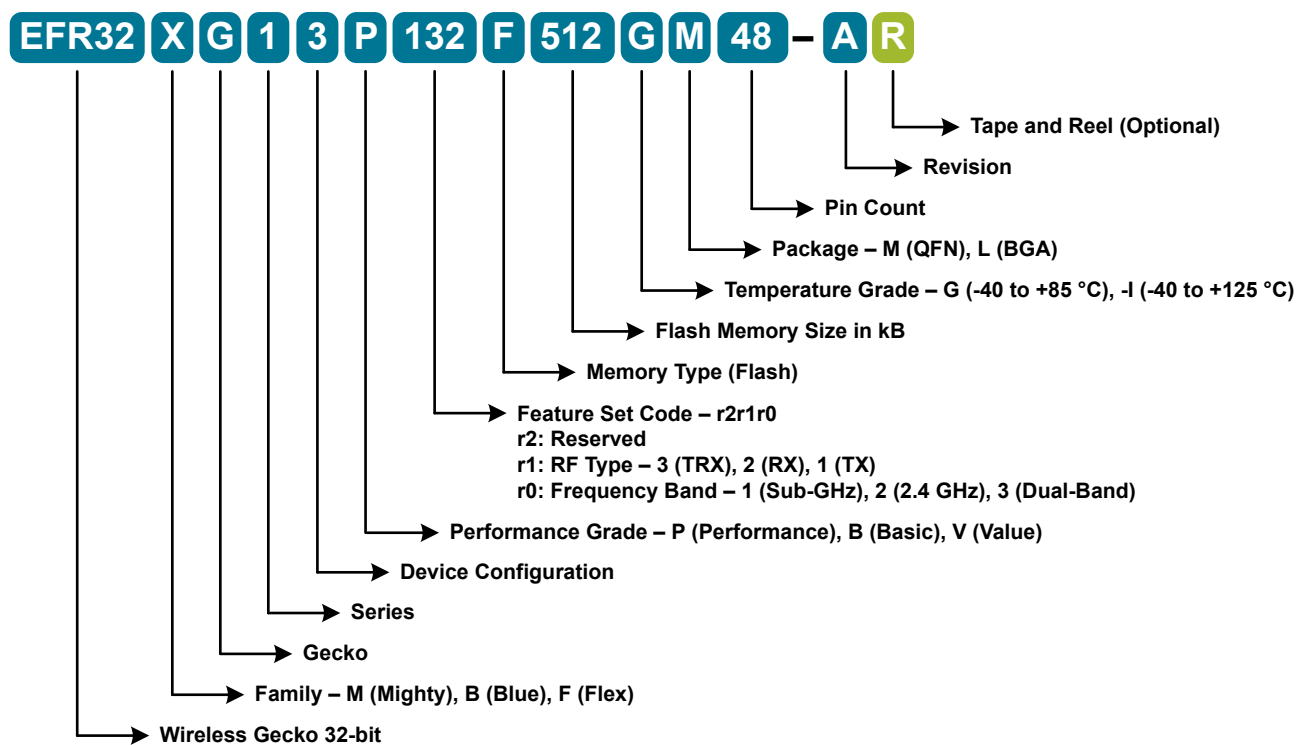 EFR32 X G 1 3 P 132 F 512 G M 48 – A R
Tape and Reel (Optional)
Revision
Pin Count
Package – M (QFN), L (BGA)
Temperature Grade – G (-40 to +85 °C), -I (-40 to +125 °C)
Flash Memory Size in kB
Memory Type (Flash)
Feature Set Code – r2r1r0
r2: Reserved
r1: RF Type – 3 (TRX), 2 (RX), 1 (TX)
r0: Frequency Band – 1 (Sub-GHz), 2 (2.4 GHz), 3 (Dual-Band)
Performance Grade – P (Performance), B (Basic), V (Value)
Device Configuration
Series
Gecko
Family – M (Mighty), B (Blue), F (Flex)
Wireless Gecko 32-bit